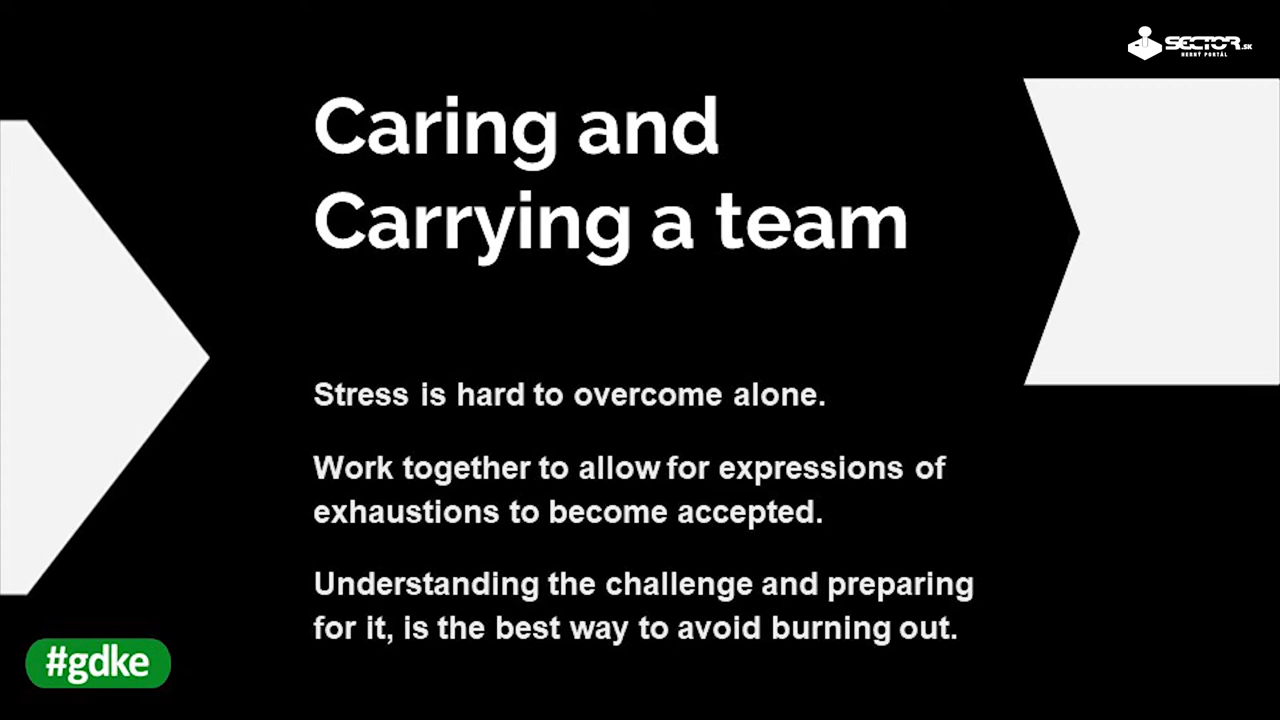 SECTOR.SK
HERNÝ PORTÁL
Caring and
Carrying a team
Stress is hard to overcome alone.
Work together to allow for expressions of
exhaustions to become accepted.
Understanding the challenge and preparing
for it, is the best way to avoid burning out.
#gdke